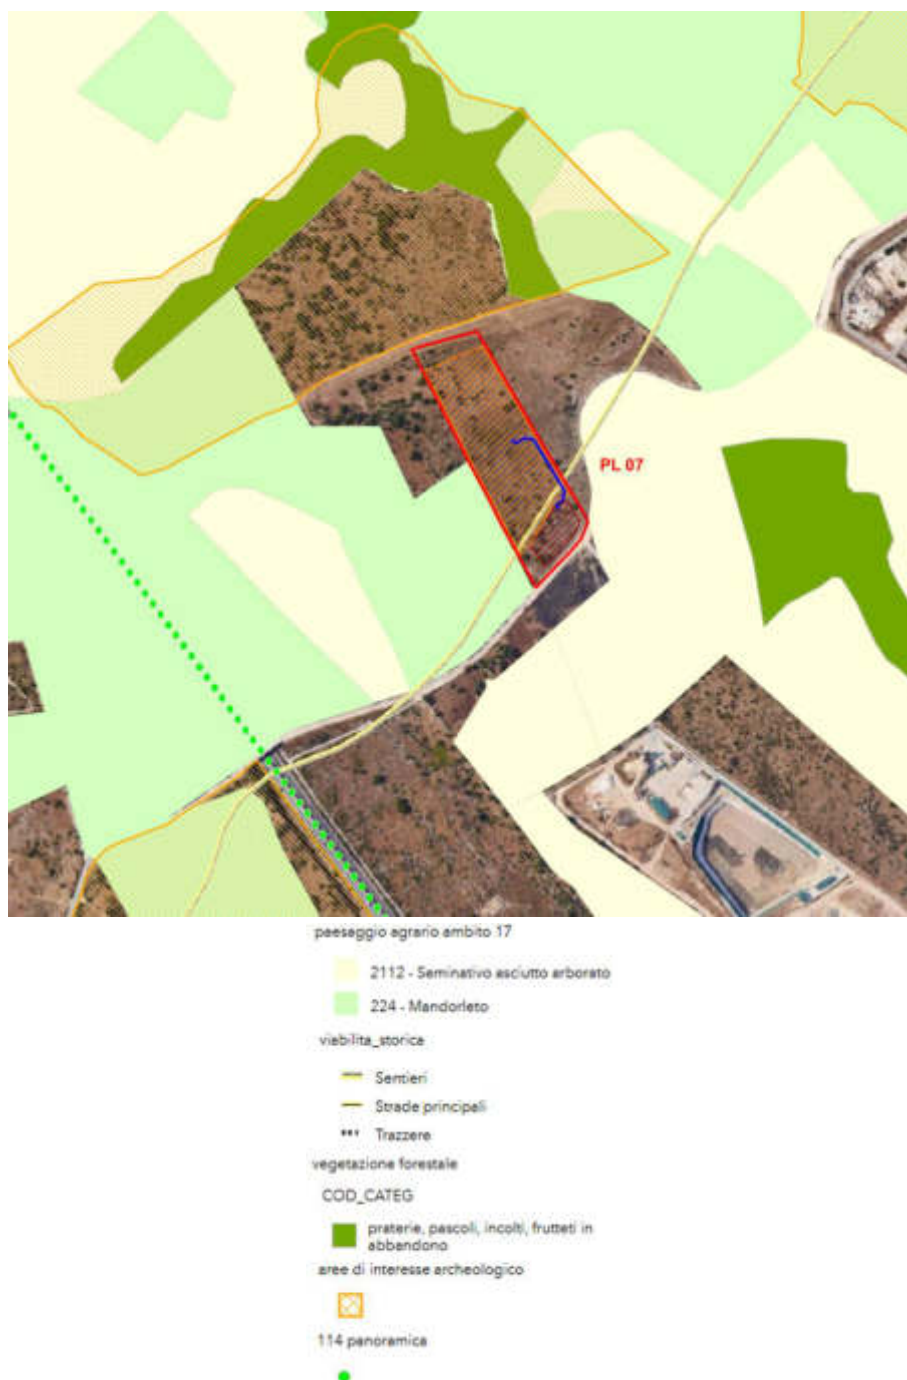 PL 07
paesaggio agrario ambito 17
2112 - Seminativo asciutto arborato
224 - Mandorleto
viabilita_storica
Sentieri
Strade principali
Trazzere
vegetazione forestale
COD_CATEG
praterie, pascoli, incolti, frutteti in
abbandono
aree di interesse archeologico
114 panoramica